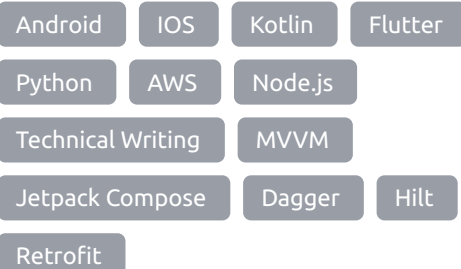 Android IOS Kotlin Flutter
Python AWS Node.js
Technical Writing MVVM
Jetpack Compose Dagger Hilt
Retrofit